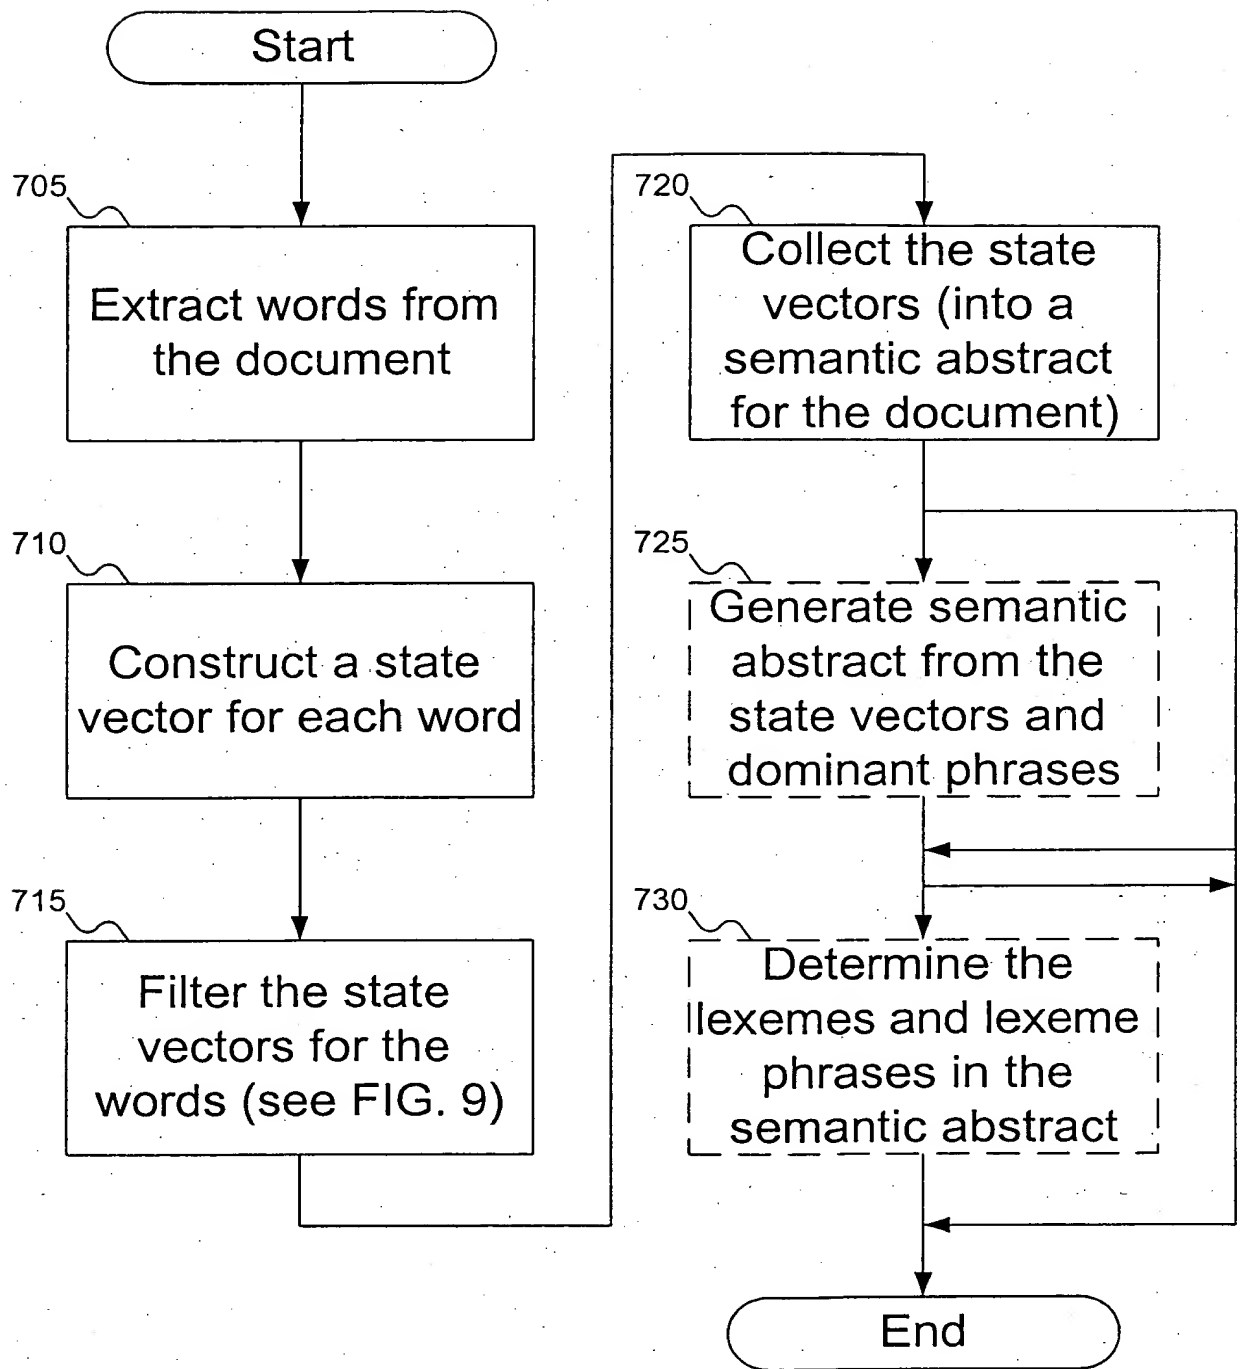 Start
705
Extract words from
the document
710
Construct a state
vector for each word
715
Filter the state
vectors for the
words (see FIG. 9)
720
Collect the state
vectors (into a
semantic abstract
for the document)
725
Generate semantic
abstract from the
state vectors and
dominant phrases
730
Determine the
lexemes and lexeme
phrases in the
semantic abstract
End